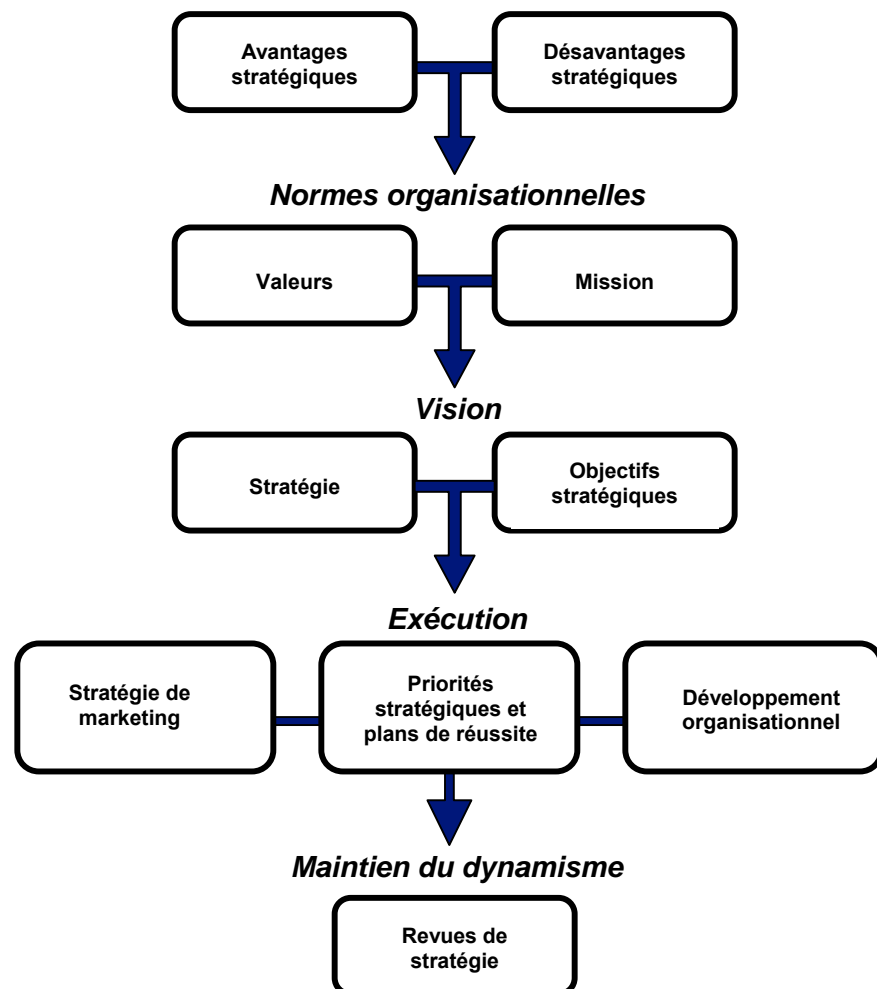 Avantages
stratégiques
Désavantages
stratégiques
Normes organisationnelles
Valeurs
Mission
Vision
Stratégie
Objectifs
stratégiques
Exécution
Stratégie de
marketing
Priorités
stratégiques et
plans de réussite
Développement
organisationnel
Maintien du dynamisme
Revues de
stratégie